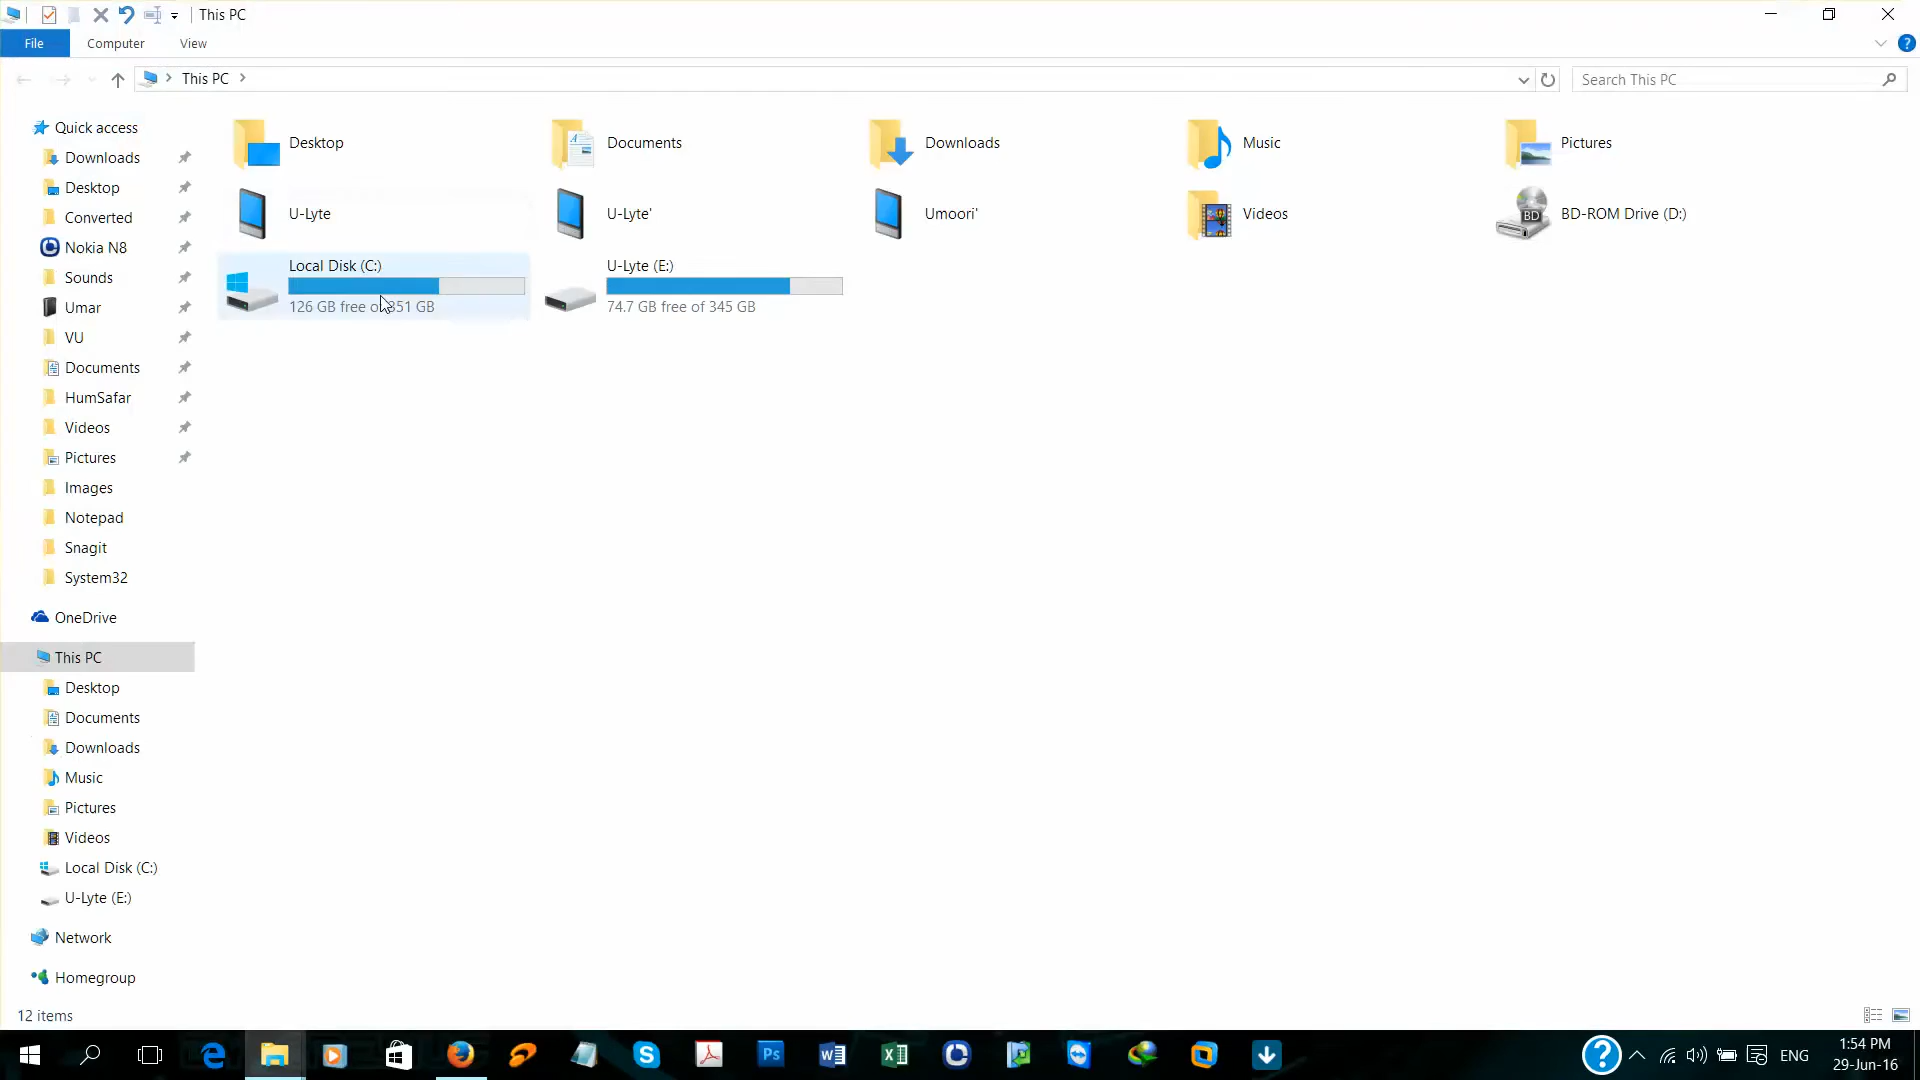 This PC
File
Computer
View
This PC
Search This PC
Quick access
Downloads
Desktop
Converted
Nokia N8
Sounds
Umar
VU
Documents
HumSafar
Videos
Pictures
Images
Notepad
Snagit
System32
OneDrive
This PC
Desktop
Documents
Downloads
Music
Pictures
Videos
Local Disk (C:)
U-Lyte (E:)
Network
Homegroup
Desktop
Documents
Downloads
Music
Pictures
U-Lyte
U-Lyte'
Umoori'
Videos
BD
BD-ROM Drive (D:)
Local Disk (C:)
126 GB free of 351 GB
U-Lyte (E:)
74.7 GB free of 345 GB
12 items
Ps
ENG
1:54 PM
29-Jun-16